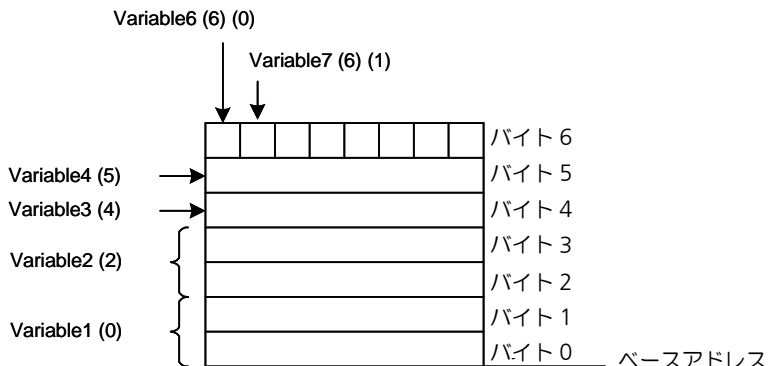 Variable6 (6) (0)
Variable7 (6) (1)
バイト 6
Variable4 (5)
バイト 5
Variable3 (4)
バイト 4
Variable2 (2)
バイト 3
バイト 2
Variable1 (0)
バイト 1
バイト 0
ベースアドレス